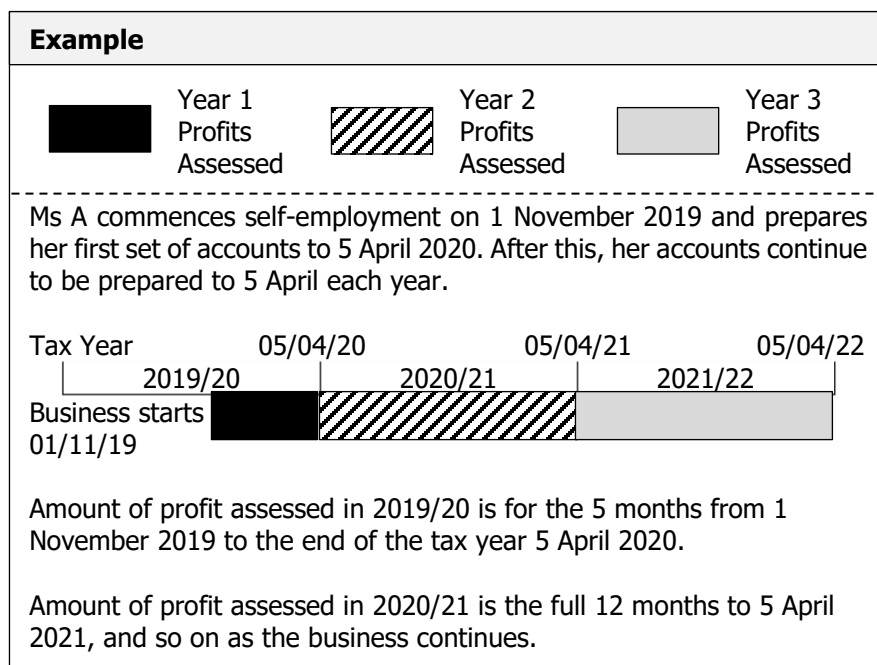 Example
Year 1
Profits
Assessed
Year 2
Profits
Assessed
Year 3
Profits
Assessed
Ms A commences self-employment on 1 November 2019 and prepares
her first set of accounts to 5 April 2020. After this, her accounts continue
to be prepared to 5 April each year.
Tax Year 05/04/20 05/04/21 05/04/22
2019/20 2020/21 2021/22
Business starts
01/11/19
Amount of profit assessed in 2019/20 is for the 5 months from 1
November 2019 to the end of the tax year 5 April 2020.
Amount of profit assessed in 2020/21 is the full 12 months to 5 April
2021, and so on as the business continues.